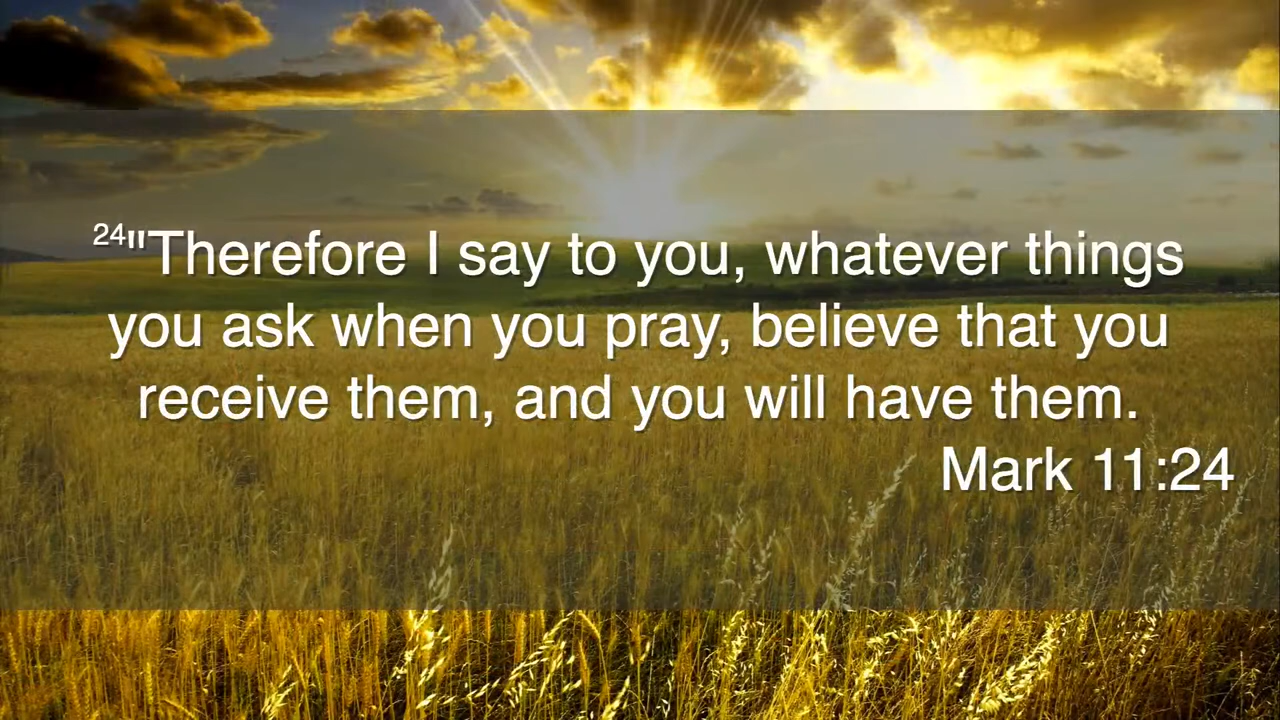 24"Therefore I say to you, whatever things
you ask when you pray, believe that you
receive them, and you will have them.
Mark 11:24